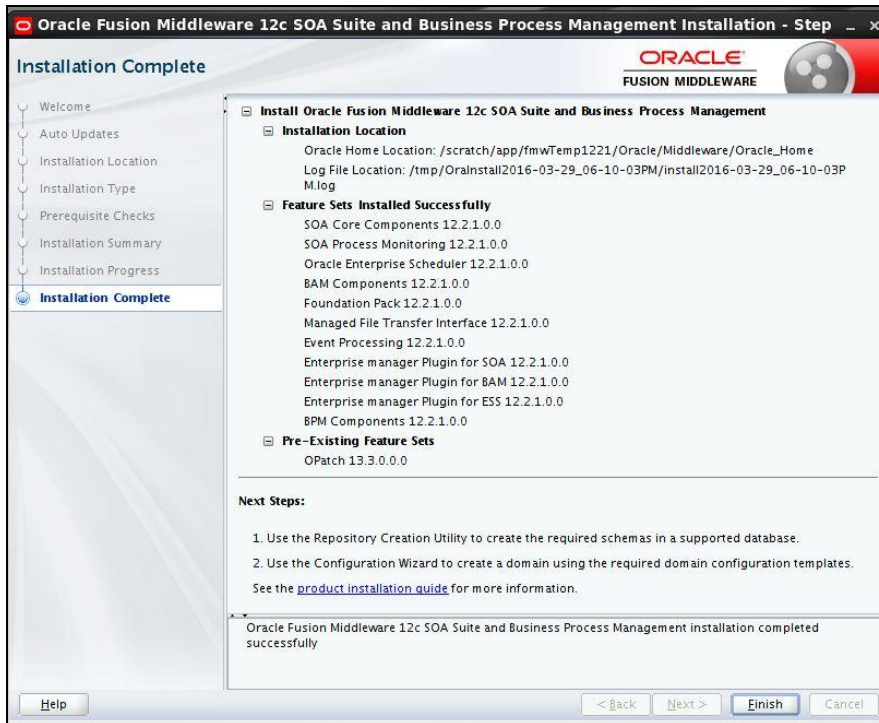 Oracle Fusion Middleware 12c SOA Suite and Business Process Management Installation - Step
Installation Complete
ORACLE
FUSION MIDDLEWARE
Welcome
Auto Updates
Installation Location
Installation Type
Prerequisite Checks
Installation Summary
Installation Progress
Installation Complete
Install Oracle Fusion Middleware 12c SOA Suite and Business Process Management
Installation Location
Oracle Home Location: /scratch/app/fmwTemp1221/Oracle/Middleware/Oracle_Home
Log File Location: /tmp/OraInstall2016-03-29_06-10-03PM/install2016-03-29_06-10-03P
M.log
Feature Sets Installed Successfully
SOA Core Components 12.2.1.0.0
SOA Process Monitoring 12.2.1.0.0
Oracle Enterprise Scheduler 12.2.1.0.0
BAM Components 12.2.1.0.0
Foundation Pack 12.2.1.0.0
Managed File Transfer Interface 12.2.1.0.0
Event Processing 12.2.1.0.0
Enterprise manager Plugin for SOA 12.2.1.0.0
Enterprise manager Plugin for BAM 12.2.1.0.0
Enterprise manager Plugin for ESS 12.2.1.0.0
BPM Components 12.2.1.0.0
Pre-Existing Feature Sets
OPatch 13.3.0.0.0
Next Steps:
1. Use the Repository Creation Utility to create the required schemas in a supported database.
2. Use the Configuration Wizard to create a domain using the required domain configuration templates.
See the product installation guide for more information.
Oracle Fusion Middleware 12c SOA Suite and Business Process Management installation completed
successfully
Help
< Back
Next >
Finish
Cancel